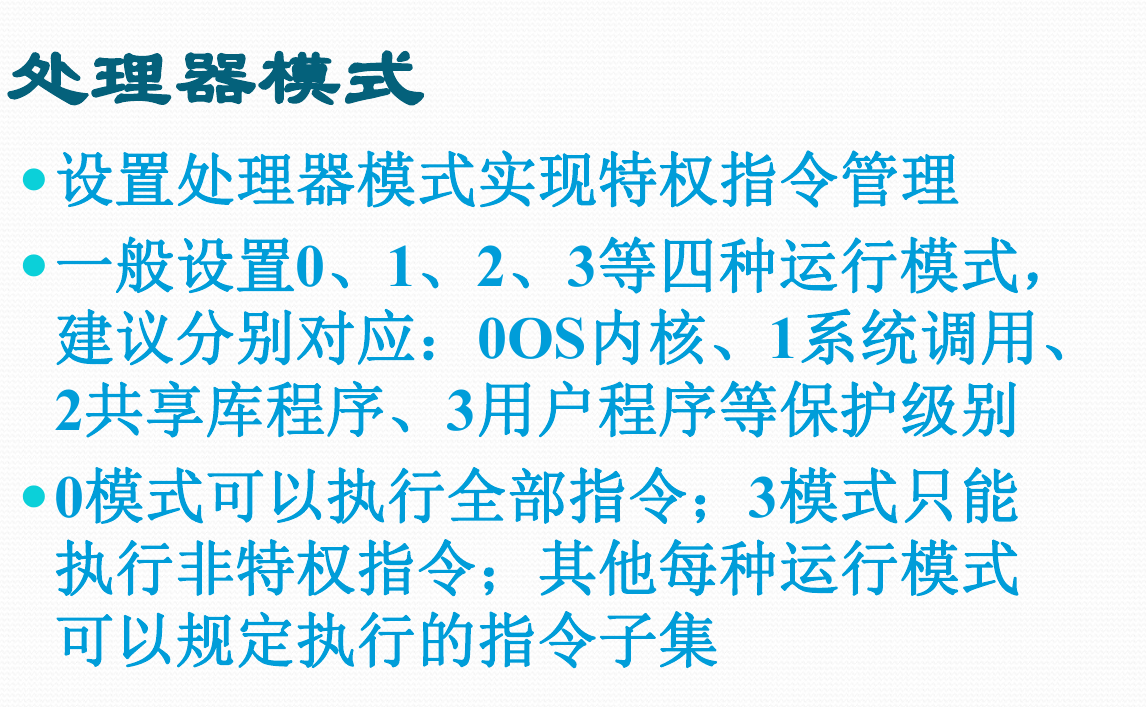 处理器模式
•设置处理器模式实现特权指令管理
•一般设置0、1、2、3等四种运行模式，
建议分别对应：0OS内核、1系统调用、
2共享库程序、3用户程序等保护级别
•0模式可以执行全部指令；3模式只能
执行非特权指令；其他每种运行模式
可以规定执行的指令子集